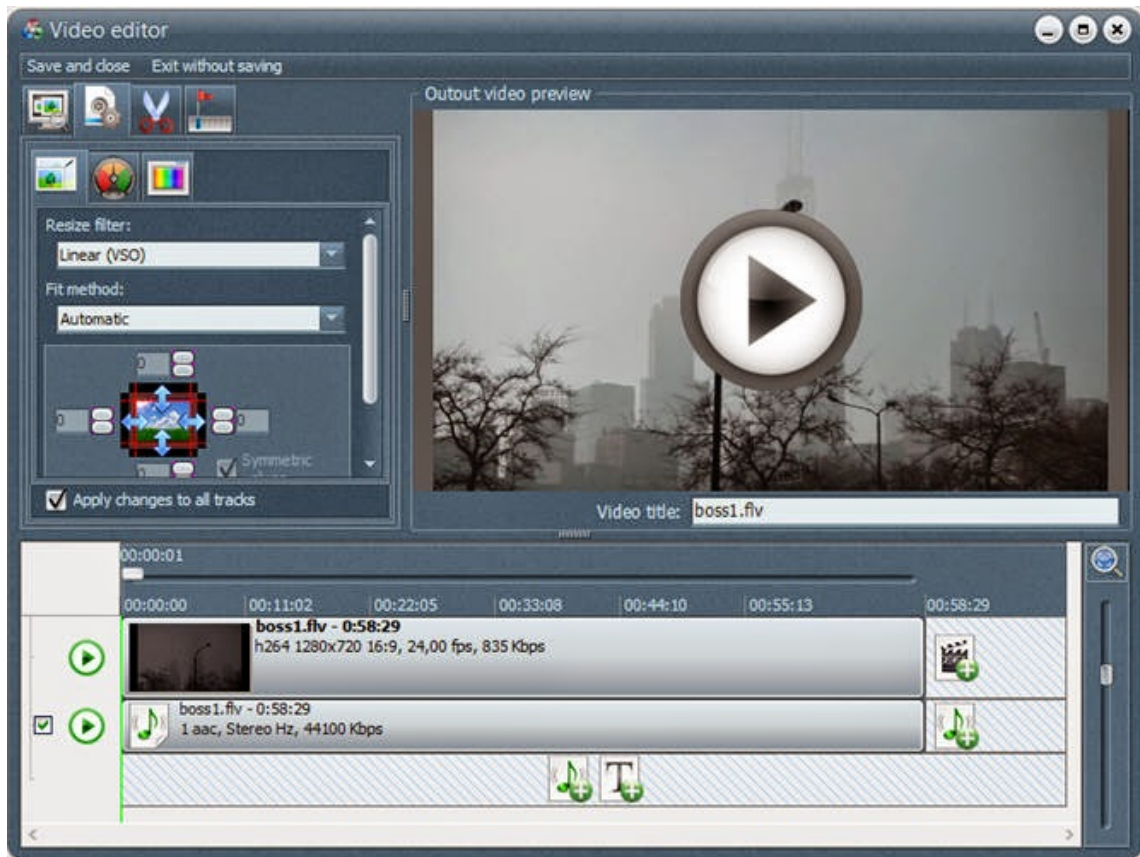 Video editor
Save and close Exit without saving
Outout video preview
Resize filter:
Linear (VSO)
Fit method:
Automatic
0
0 0
0
Symmetric
Apply changes to all tracks
Video title: boss1.flv
00:00:01
00:00:00 00:11:02 00:22:05 00:33:08 00:44:10 00:55:13 00:58:29
boss1.flv - 0:58:29
h264 1280x720 16:9, 24,00 fps, 835 Kbps
boss1.flv - 0:58:29
1 aac, Stereo Hz, 44100 Kbps
T